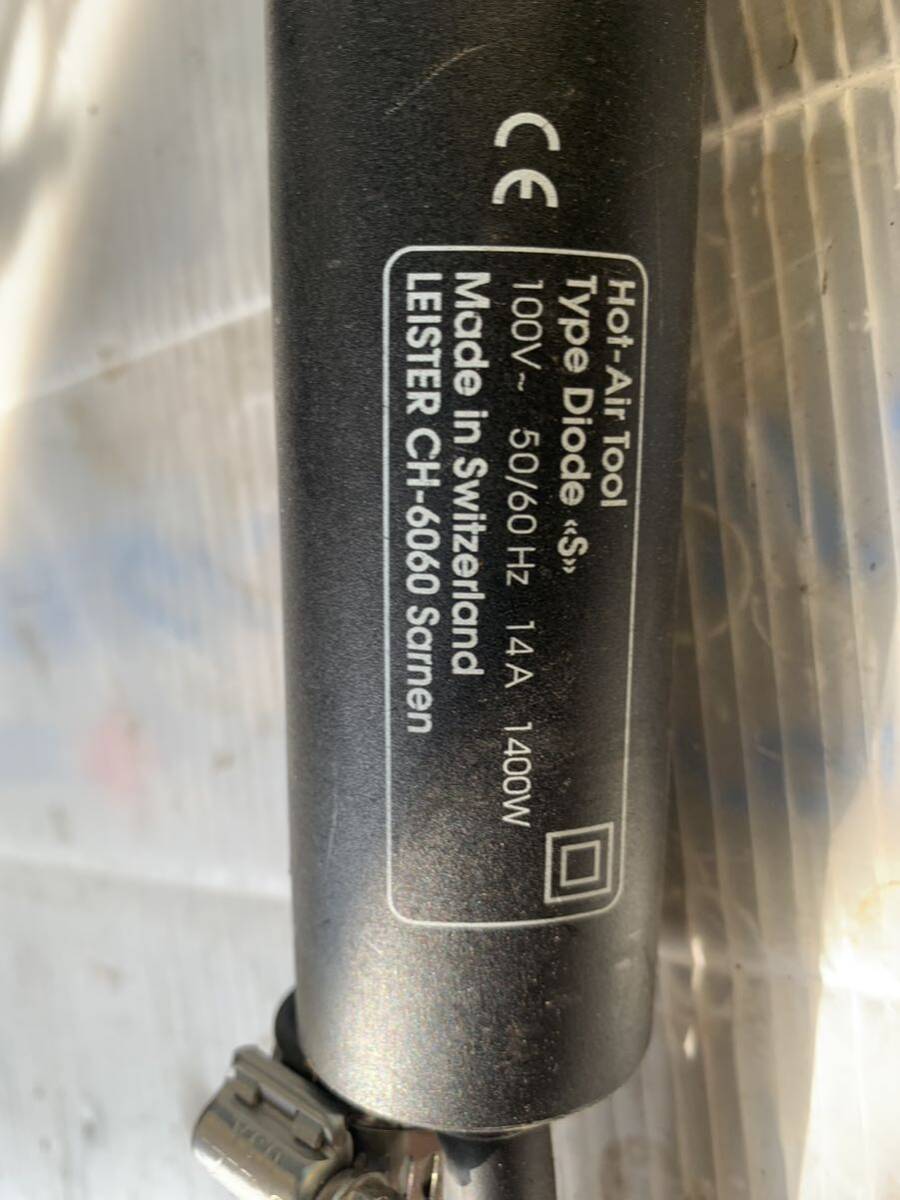 CE
Hot-Air Tool
Type Diode «S»
100V~ 50/60 Hz 14 A 1400W
Made in Switzerland
LEISTER CH-6060 Sarnen